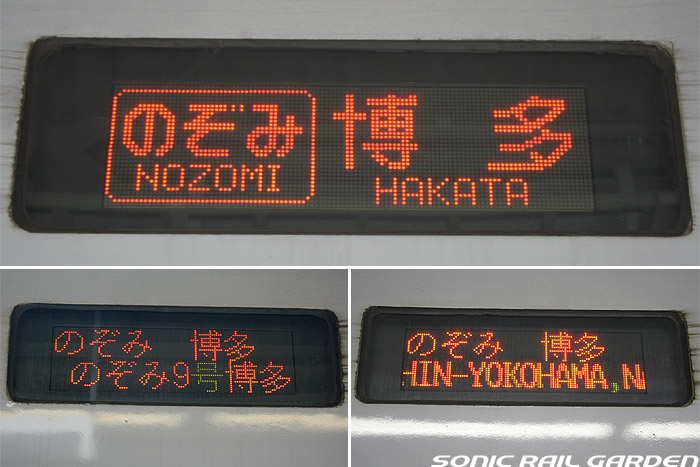 のぞみ 博多
NOZOMI HAKATA
のぞみ 博多
のぞみ9号博多
のぞみ 博多
HIN-YOKOHAMA,N
SONIC RAIL GARDEN